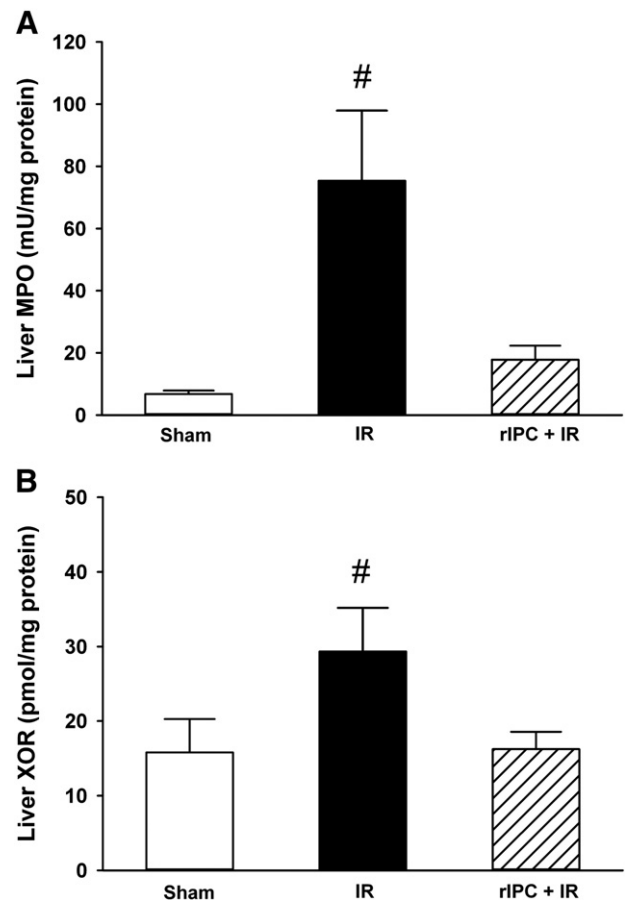 A
Liver MPO (mU/mg protein)
120
100
80
60
40
20
0
#
Sham
IR
rIPC + IR
B
Liver XOR (pmol/mg protein)
50
40
30
20
10
0
#
Sham
IR
rIPC + IR